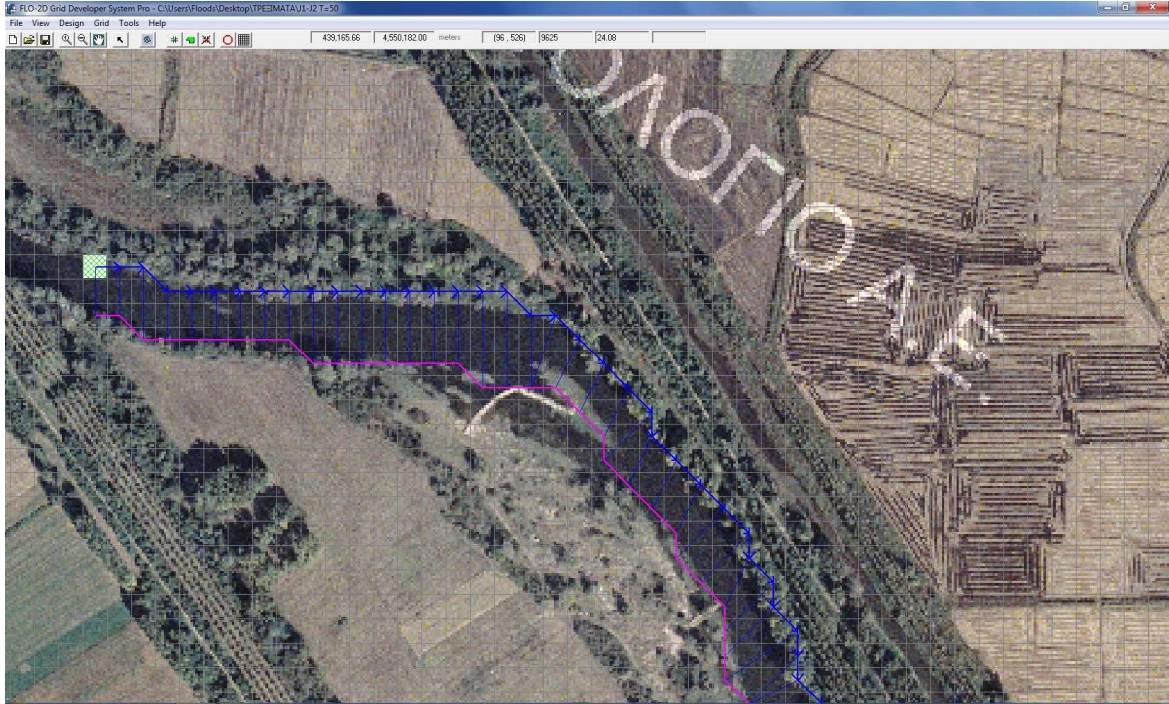 FLO-2D Grid Developer System Pro - C:\Users\Floods\Desktop\ΤΡΕΞΙΜΑΤΑ\J1-J2 T=50
File View Design Grid Tools Help
439,165.66 4,550,182.00 meters (96 , 526) 9625 24.08
ΟΛΟΓΙΟ Α.Ε.